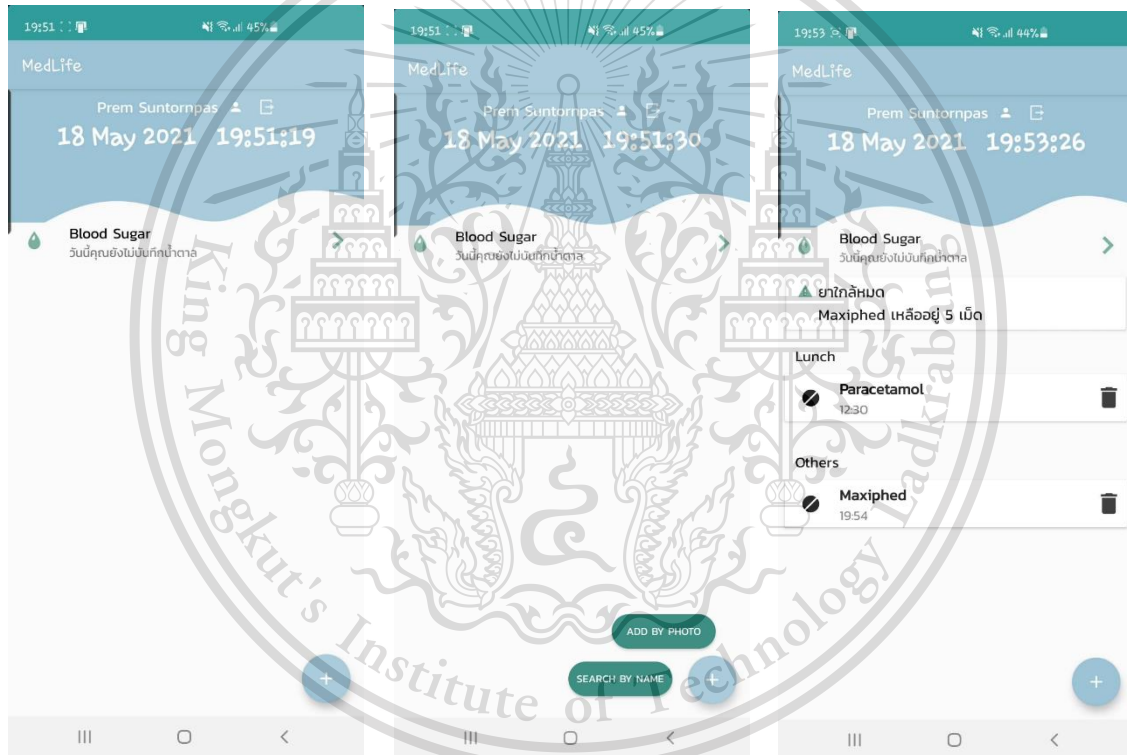 19:51 45%
MedLife
Prem Suntornpas
18 May 2021 19:51:19
Blood Sugar
วันนี้คุณยังไม่บันทึกน้ำตาล
+
19:51 45%
MedLife
Prem Suntornpas
18 May 2021 19:51:30
Blood Sugar
วันนี้คุณยังไม่บันทึกน้ำตาล
ADD BY PHOTO
SEARCH BY NAME
+
19:53 44%
MedLife
Prem Suntornpas
18 May 2021 19:53:26
Blood Sugar
วันนี้คุณยังไม่บันทึกน้ำตาล
ยาใกล้หมด
Maxiphed เหลืออยู่ 5 เม็ด
Lunch
Paracetamol
12:30
Others
Maxiphed
19:54
+
King Mongkut's Institute of Technology Ladkrabang